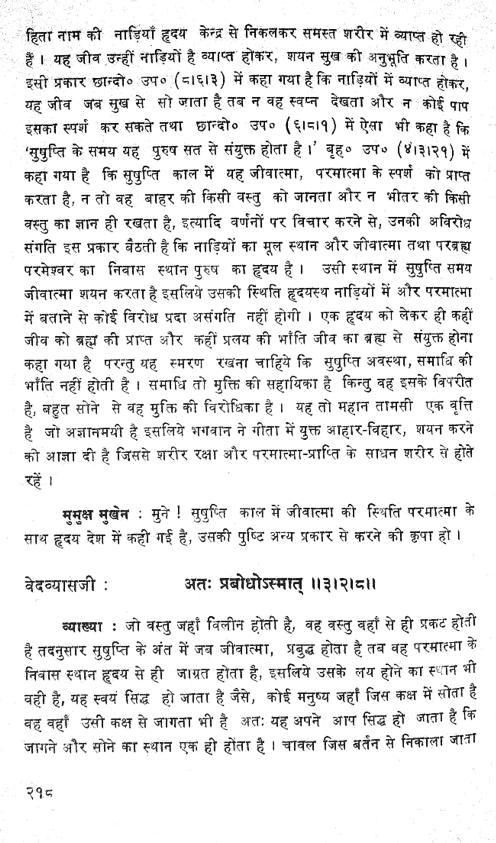 हिता नाम की नाड़ियाँ हृदय केन्द्र से निकलकर समस्त शरीर में व्याप्त हो रही
हैं । यह जीव उन्हीं नाड़ियों है व्याप्त होकर, शयन सुख की अनुभूति करता है ।
इसी प्रकार छान्दो० उप० (८।६।३) में कहा गया है कि नाड़ियों में व्याप्त होकर,
यह जीव जब सुख से सो जाता है तब न वह स्वप्न देखता और न कोई पाप
इसका स्पर्श कर सकते तथा छान्दो० उप० (६।८।१) में ऐसा भी कहा है कि
'सुषुप्ति के समय यह पुरुष सत से संयुक्त होता है ।' बृह० उप० (४।३।२१) में
कहा गया है कि सुषुप्ति काल में यह जीवात्मा, परमात्मा के स्पर्श को प्राप्त
करता है, न तो वह बाहर की किसी वस्तु को जानता और न भीतर की किसी
वस्तु का ज्ञान ही रखता है, इत्यादि वर्णनों पर विचार करने से, उनकी अविरोध
संगति इस प्रकार बैठती है कि नाड़ियों का मूल स्थान और जीवात्मा तथा परब्रह्म
परमेश्वर का निवास स्थान पुरुष का हृदय है । उसी स्थान में सुषुप्ति समय
जीवात्मा शयन करता है इसलिये उसकी स्थिति हृदयस्थ नाड़ियों में और परमात्मा
में बताने से कोई विरोध प्रदा असंगति नहीं होगी । एक हृदय को लेकर ही कहीं
जीव को ब्रह्म की प्राप्त और कहीं प्रलय की भाँति जीव का ब्रह्म से संयुक्त होना
कहा गया है परन्तु यह स्मरण रखना चाहिये कि सुषुप्ति अवस्था, समाधि की
भाँति नहीं होती है । समाधि तो मुक्ति की सहायिका है किन्तु वह इसके विपरीत
है, बहुत सोने से वह मुक्ति की विरोधिका है । यह तो महान तामसी एक वृत्ति
है जो अज्ञानमयी है इसलिये भगवान ने गीता में युक्त आहार-विहार, शयन करने
की आज्ञा दी है जिससे शरीर रक्षा और परमात्मा-प्राप्ति के साधन शरीर से होते
रहें ।
मुमुक्ष मुखेन : मुने ! सुषुप्ति काल में जीवात्मा की स्थिति परमात्मा के
साथ हृदय देश में कही गई है, उसकी पुष्टि अन्य प्रकार से करने की कृपा हो ।
वेदव्यासजी : अतः प्रबोधोऽस्मात् ।।३।२।८।।
व्याख्या : जो वस्तु जहाँ विलीन होती है, वह वस्तु वहाँ से ही प्रकट होती
है तदनुसार सुषुप्ति के अंत में जब जीवात्मा, प्रबुद्ध होता है तब वह परमात्मा के
निवास स्थान हृदय से ही जाग्रत होता है, इसलिये उसके लय होने का स्थान भी
वही है, यह स्वयं सिद्ध हो जाता है जैसे, कोई मनुष्य जहाँ जिस कक्ष में सोता है
वह वहाँ उसी कक्ष से जागता भी है अतः यह अपने आप सिद्ध हो जाता है कि
जागने और सोने का स्थान एक ही होता है । चावल जिस बर्तन से निकाला जाता
२१८